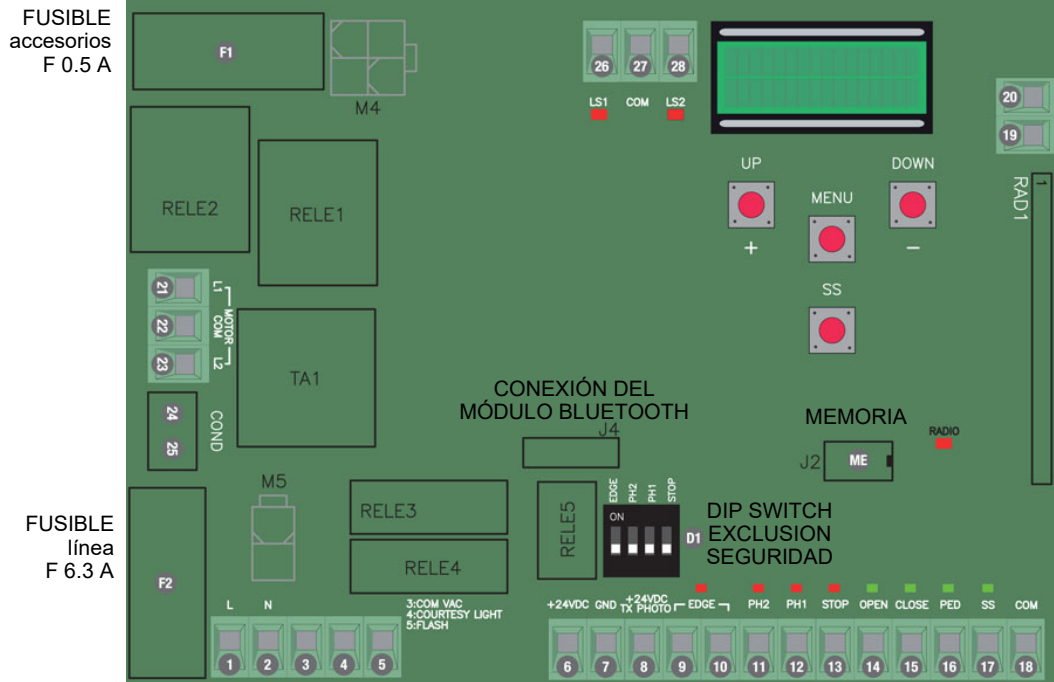 FUSIBLE
accesorios
F 0.5 A
F1
M4
26 27 28
LS1 COM LS2
20
19
UP
DOWN
MENU
+
-
SS
1
RAD1
RELE2
RELE1
21
22
23
L1
MOTOR
COM
L2
TA1
24
25
COND
CONEXIÓN DEL
MÓDULO BLUETOOTH
J4
MEMORIA
RADIO
J2
ME
M5
FUSIBLE
línea
F 6.3 A
F2
RELE3
RELE4
RELE5
EDGE
PH2
PH1
STOP
ON
D1
DIP SWITCH
EXCLUSION
SEGURIDAD
L N
3:COM VAC
4:COURTESY LIGHT
5:FLASH
+24VDC GND +24VDC
TX PHOTO EDGE PH2 PH1 STOP OPEN CLOSE PED SS COM
1 2 3 4 5
6 7 8 9 10 11 12 13 14 15 16 17 18